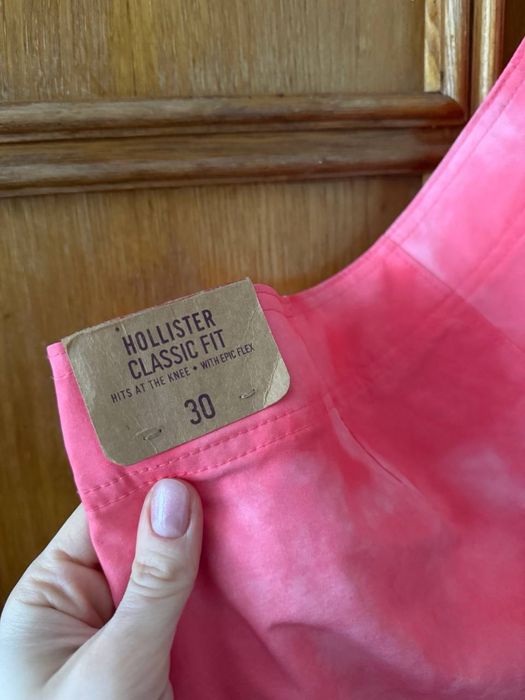 HOLLISTER
CLASSIC FIT
HITS AT THE KNEE • WITH EPIC FLEX
30